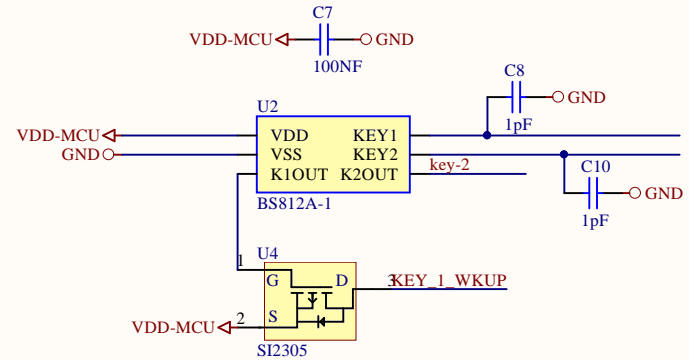 C7
VDD-MCU
GND
100NF
C8
GND
1pF
U2
VDD-MCU
VDD
KEY1
GND
VSS
KEY2
K1OUT
K2OUT
key-2
C10
GND
1pF
BS812A-1
U4
1
G
D
3
KEY_1_WKUP
S
2
VDD-MCU
SI2305